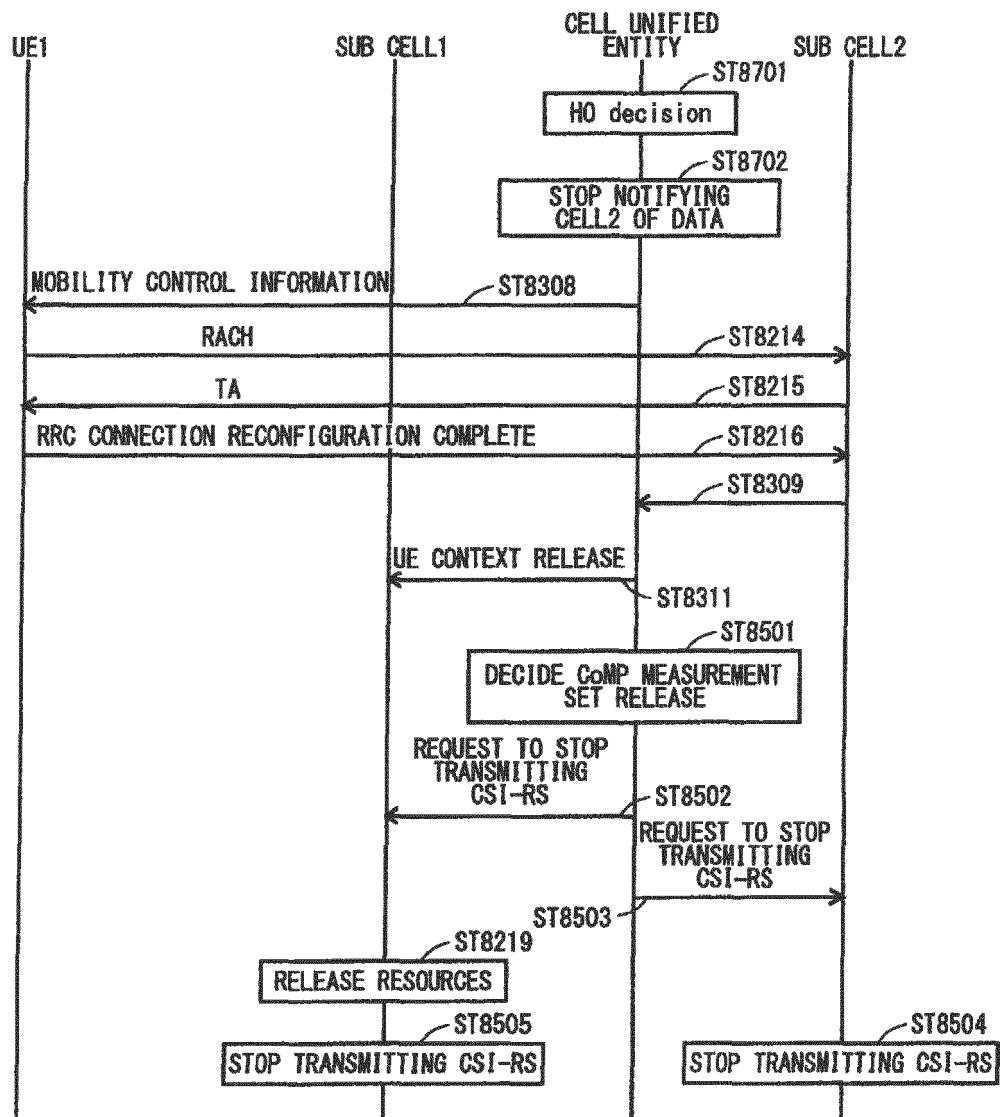 UE1
SUB CELL1
CELL UNIFIED
ENTITY
SUB CELL2
ST8701
HO decision
ST8702
STOP NOTIFYING
CELL2 OF DATA
MOBILITY CONTROL INFORMATION
ST8308
RACH
ST8214
TA
ST8215
RRC CONNECTION RECONFIGURATION COMPLETE
ST8216
ST8309
UE CONTEXT RELEASE
ST8311
ST8501
DECIDE CoMP MEASUREMENT
SET RELEASE
REQUEST TO STOP
TRANSMITTING
CSI-RS
ST8502
REQUEST TO STOP
TRANSMITTING
CSI-RS
ST8503
ST8219
RELEASE RESOURCES
ST8505
STOP TRANSMITTING CSI-RS
ST8504
STOP TRANSMITTING CSI-RS